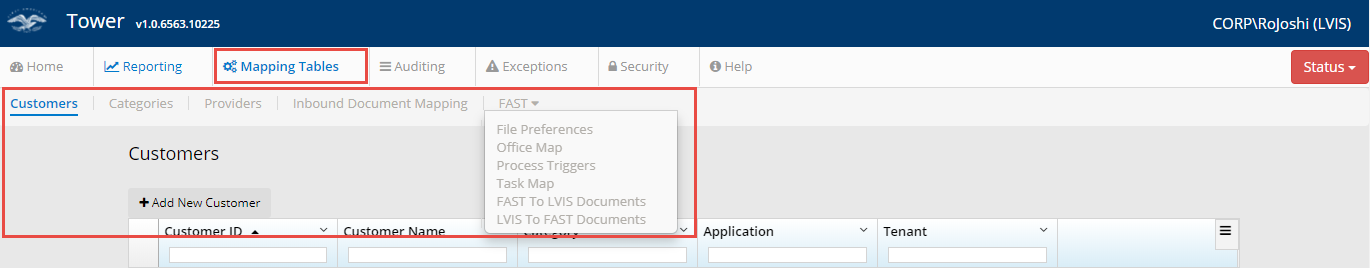 Tower v1.0.6563.10225
CORP\RoJoshi (LVIS)
Home Reporting Mapping Tables Auditing Exceptions Security Help Status
Customers Categories Providers Inbound Document Mapping FAST
File Preferences
Office Map
Process Triggers
Task Map
FAST To LVIS Documents
LVIS To FAST Documents
Customers
Add New Customer
Customer ID Customer Name Category Application Tenant